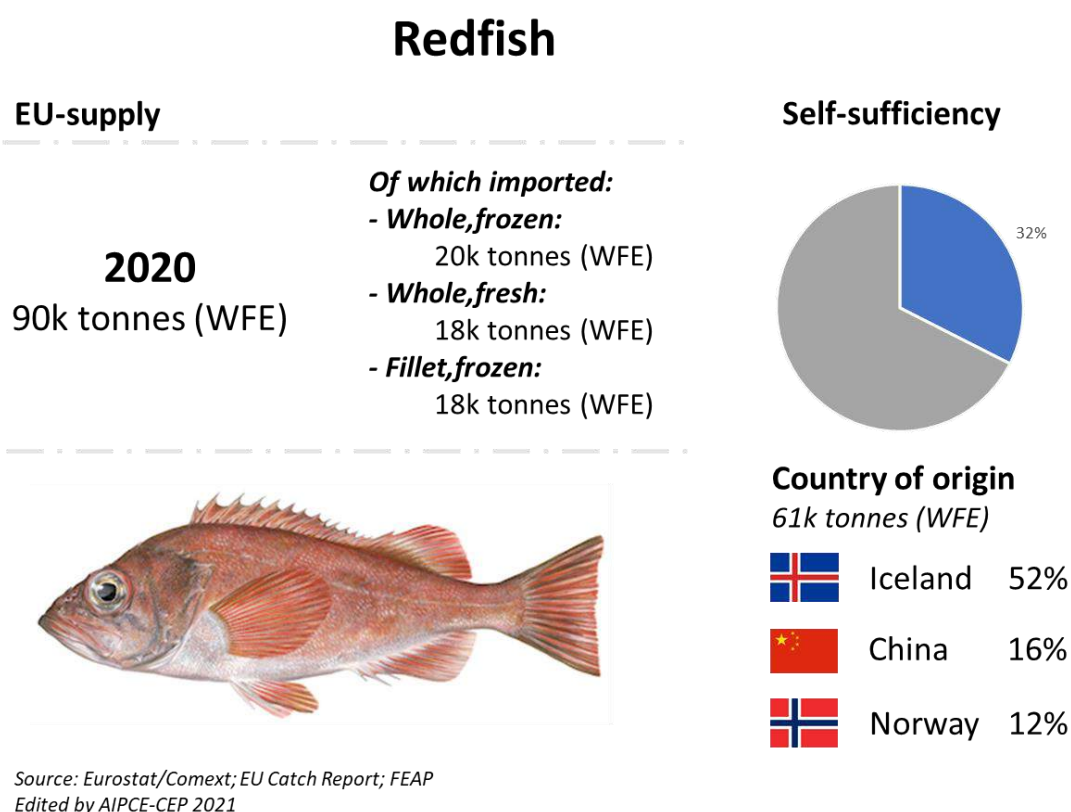 Redfish
EU-supply
2020
90k tonnes (WFE)
Of which imported:
- Whole,frozen:
20k tonnes (WFE)
- Whole,fresh:
18k tonnes (WFE)
- Fillet,frozen:
18k tonnes (WFE)
Self-sufficiency
32%
Country of origin
61k tonnes (WFE)
Iceland 52%
China 16%
Norway 12%
Source: Eurostat/Comext; EU Catch Report; FEAP
Edited by AIPCE-CEP 2021